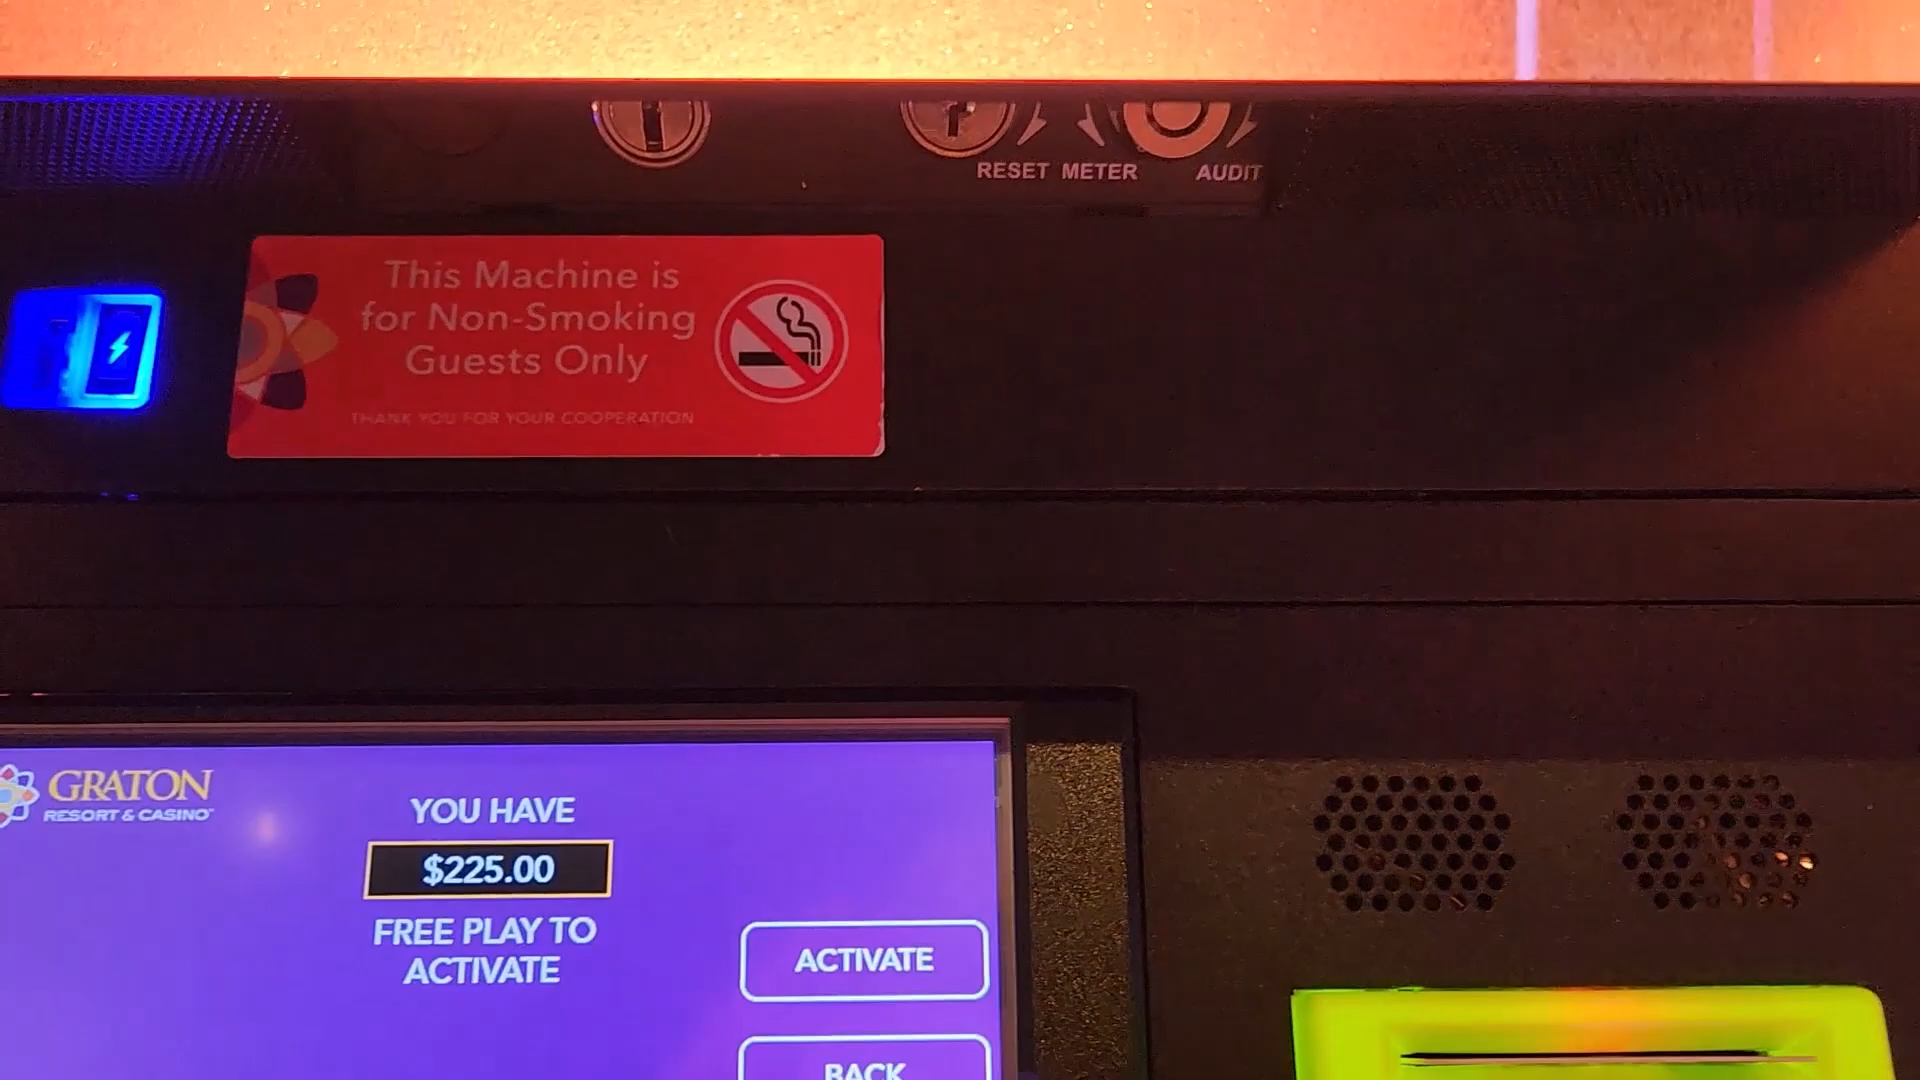 RESET METER AUDIT
This Machine is
for Non-Smoking
Guests Only
THANK YOU FOR YOUR COOPERATION
GRATON
RESORT & CASINO
YOU HAVE
$225.00
FREE PLAY TO
ACTIVATE
ACTIVATE
BACK